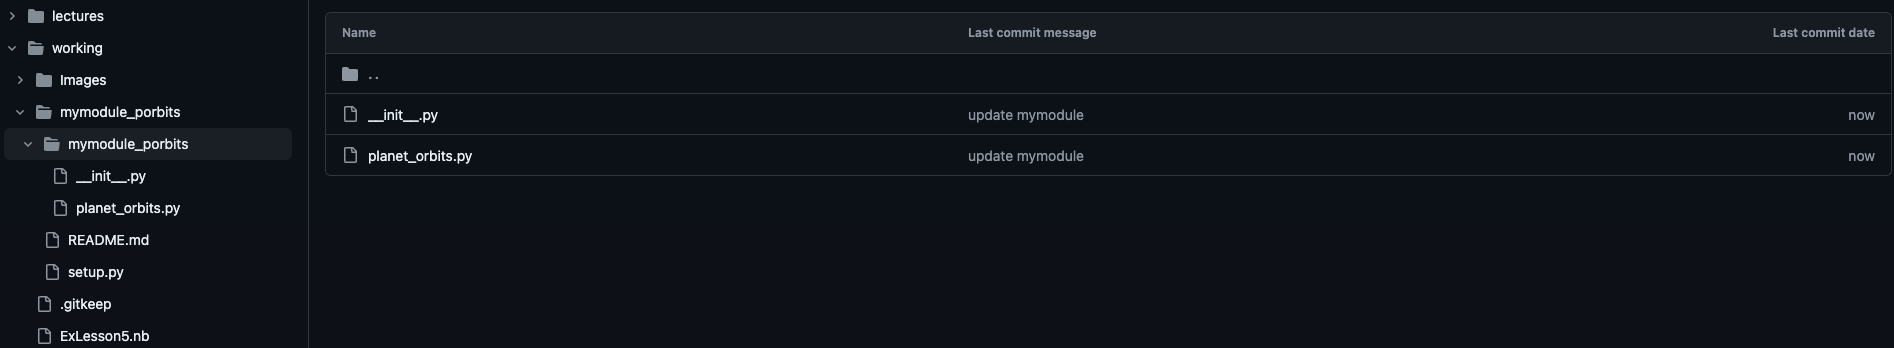 lectures
working
Images
mymodule_porbits
mymodule_porbits
__init__.py
planet_orbits.py
README.md
setup.py
.gitkeep
ExLesson5.nb
Name Last commit message Last commit date
..
__init__.py update mymodule now
planet_orbits.py update mymodule now